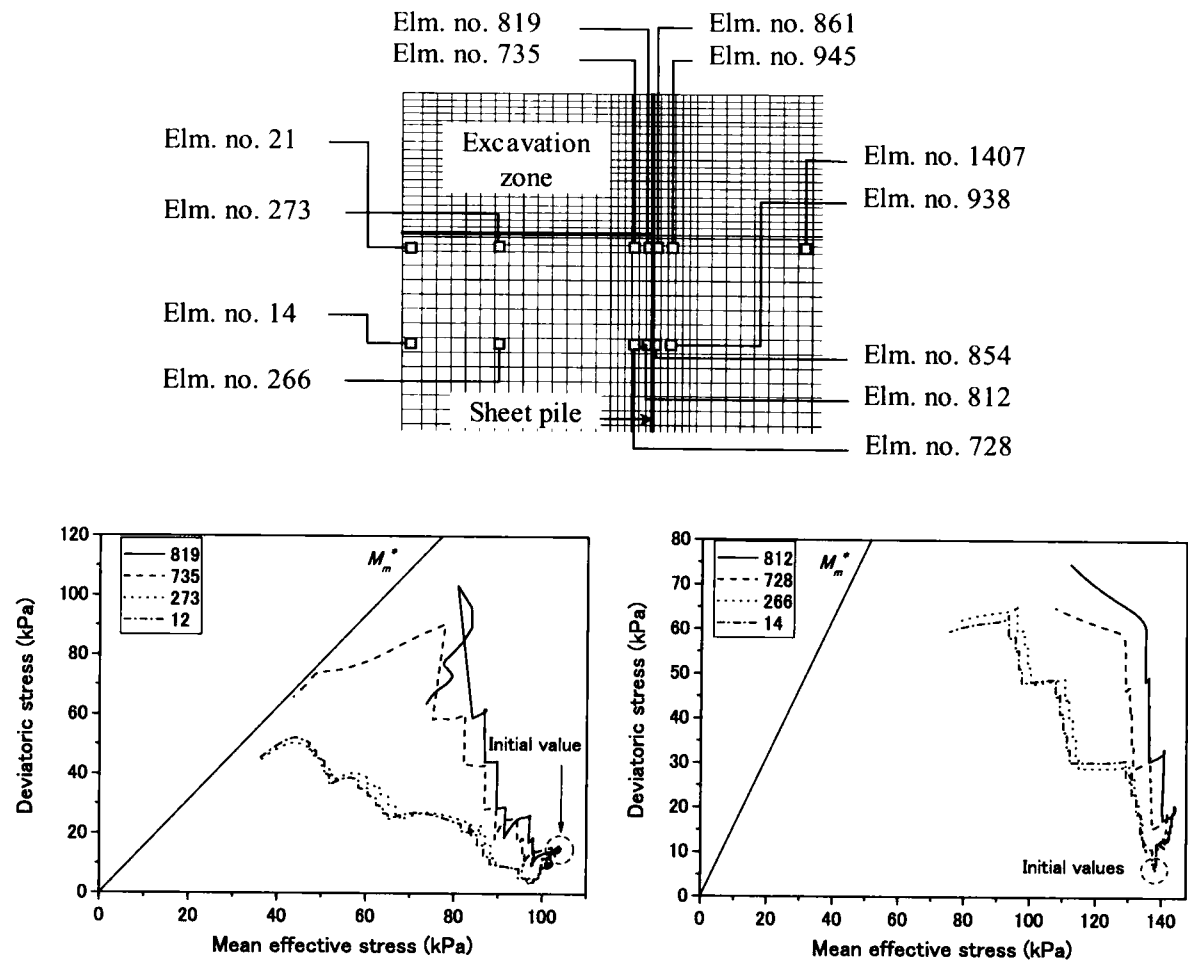 Elm. no. 819
Elm. no. 861
Elm. no. 735
Elm. no. 945
Elm. no. 21
Excavation
zone
Elm. no. 1407
Elm. no. 273
Elm. no. 938
Elm. no. 14
Elm. no. 854
Elm. no. 266
Elm. no. 812
Sheet pile
Elm. no. 728
120
100
80
60
40
20
0
Deviatoric stress (kPa)
819
735
273
12
Mm*
Initial value
0 20 40 60 80 100
Mean effective stress (kPa)
80
70
60
50
40
30
20
10
0
Deviatoric stress (kPa)
812
728
266
14
Mm*
Initial values
0 20 40 60 80 100 120 140
Mean effective stress (kPa)